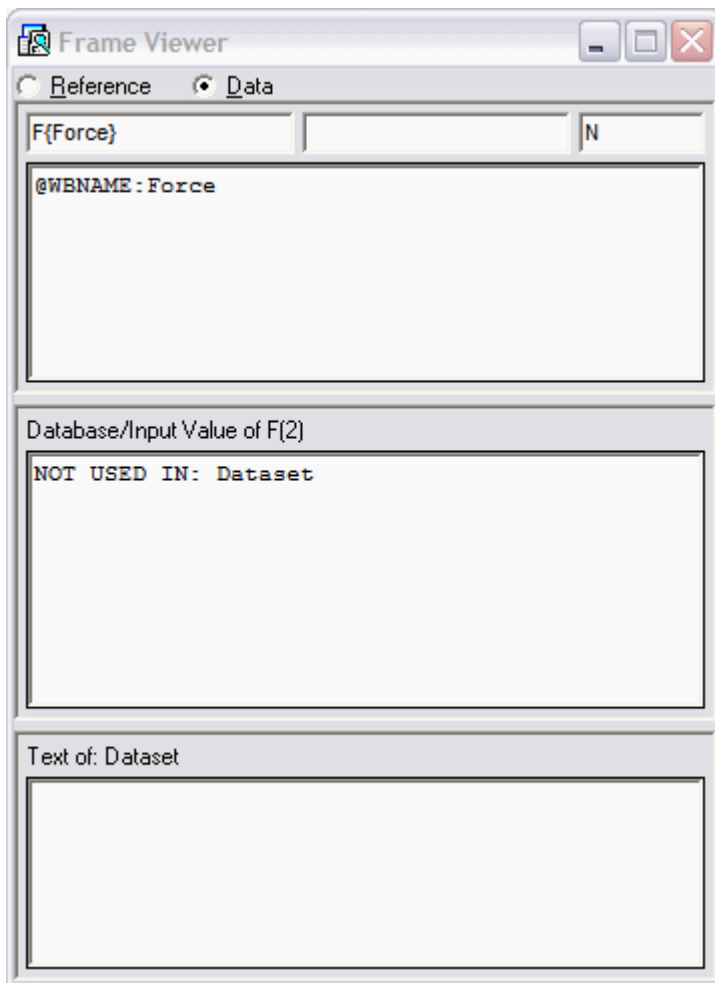 Frame Viewer
Reference Data
F{Force} N
@WBNAME:Force
Database/Input Value of F(2)
NOT USED IN: Dataset
Text of: Dataset